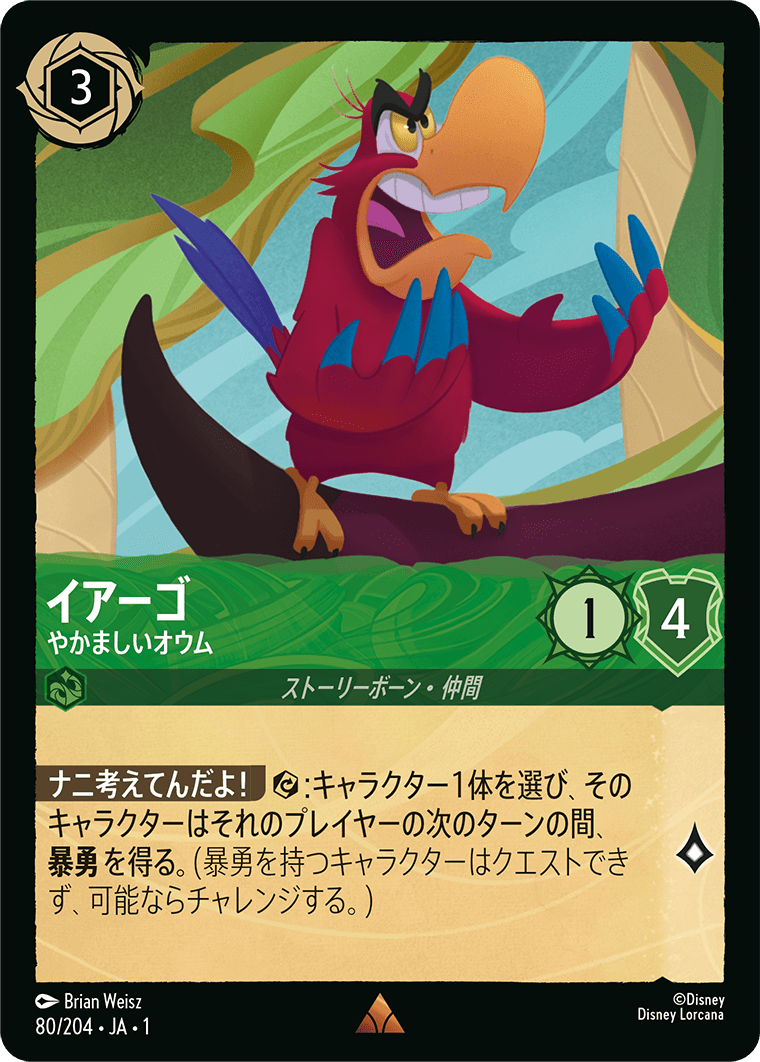 3
イアーゴ
やかましいオウム
1
4
ストーリーボーン・仲間
ナニ考えてんだよ! :キャラクター1体を選び、その
キャラクターはそれのプレイヤーの次のターンの間、
暴勇を得る。(暴勇を持つキャラクターはクエストでき
ず、可能ならチャレンジする。)
Brian Weisz
80/204・JA・1
©Disney
Disney Lorcana